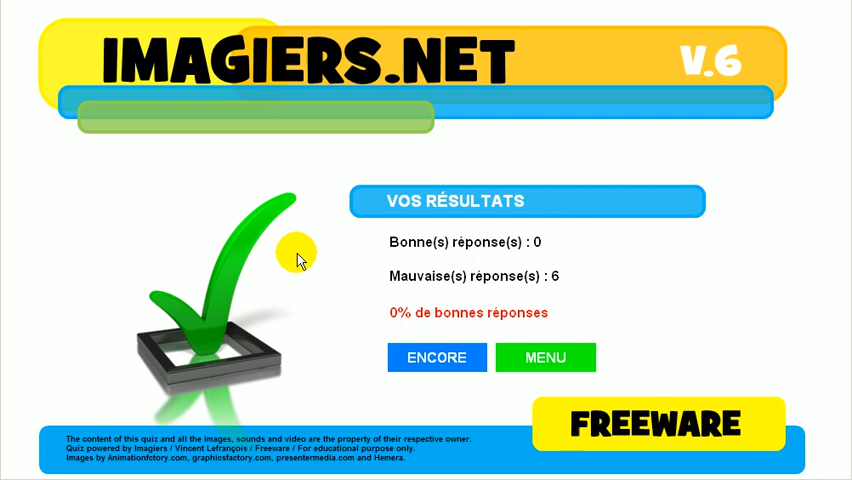 IMAGIERS.NET
V.6
VOS RÉSULTATS
Bonne(s) réponse(s) : 0
Mauvaise(s) réponse(s) : 6
0% de bonnes réponses
ENCORE
MENU
FREEWARE
The content of this quiz and all the images, sounds and video are the property of their respective owner.
Quiz powered by Imagiers / Vincent Lefrançois / Freeware / For educational purpose only.
Images by Animationfctory.com, graphicsfactory.com, presentermedia.com and Hemera.